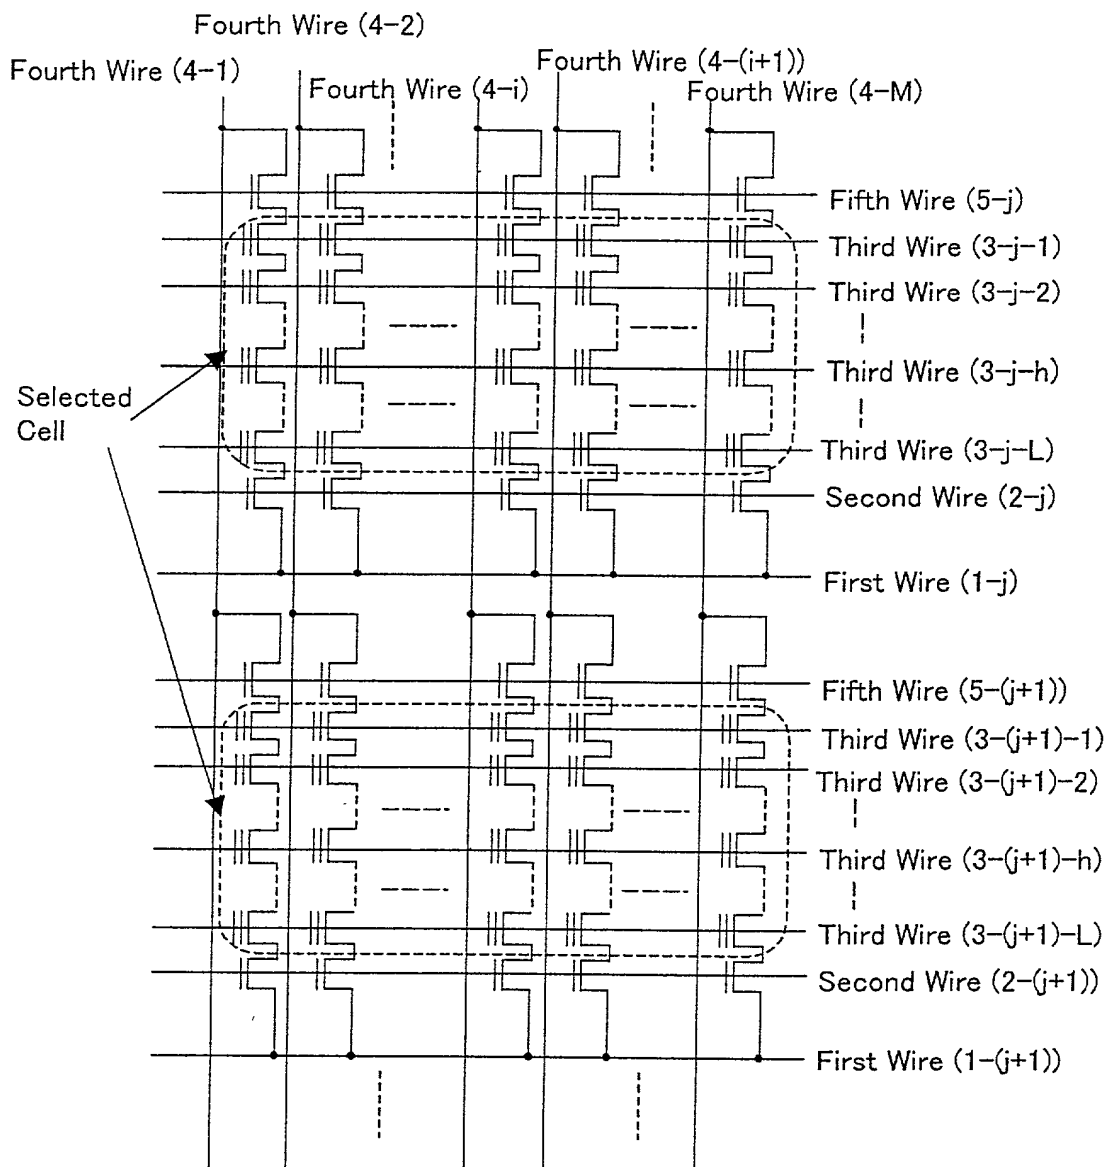 Fourth Wire (4-2)
Fourth Wire (4-(i+1))
Fourth Wire (4-1)
Fourth Wire (4-i)
Fourth Wire (4-M)
Fifth Wire (5-j)
Third Wire (3-j-1)
Third Wire (3-j-2)
Third Wire (3-j-h)
Selected
Cell
Third Wire (3-j-L)
Second Wire (2-j)
First Wire (1-j)
Fifth Wire (5-(j+1))
Third Wire (3-(j+1)-1)
Third Wire (3-(j+1)-2)
Third Wire (3-(j+1)-h)
Third Wire (3-(j+1)-L)
Second Wire (2-(j+1))
First Wire (1-(j+1))